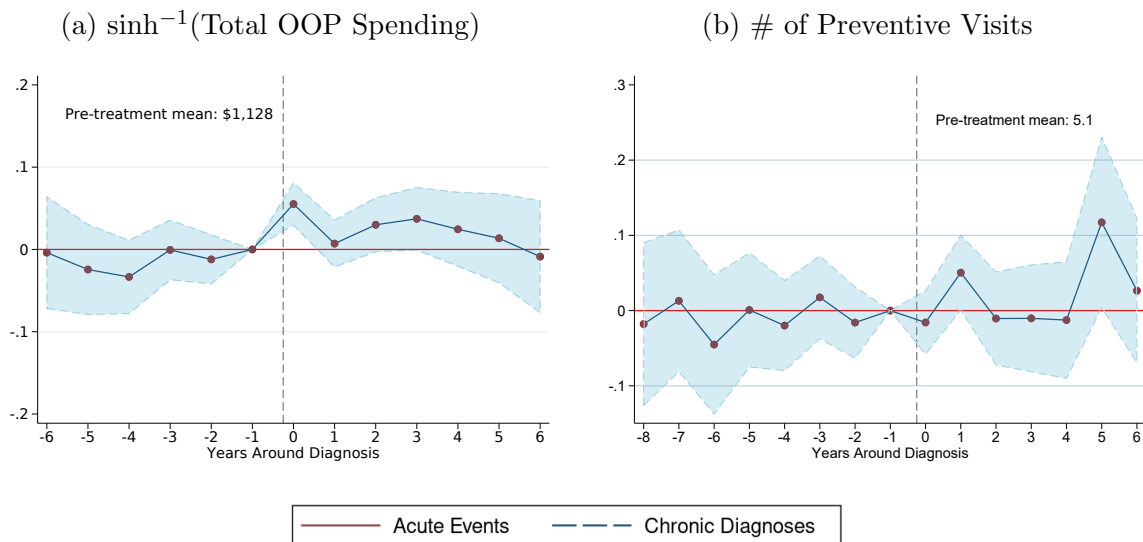 (a) sinh⁻¹(Total OOP Spending)
.2
.1
0
-.1
-.2
Pre-treatment mean: $1,128
-6 -5 -4 -3 -2 -1 0 1 2 3 4 5 6
Years Around Diagnosis
(b) # of Preventive Visits
.3
.2
.1
0
-.1
Pre-treatment mean: 5.1
-8 -7 -6 -5 -4 -3 -2 -1 0 1 2 3 4 5 6
Years Around Diagnosis
Acute Events Chronic Diagnoses